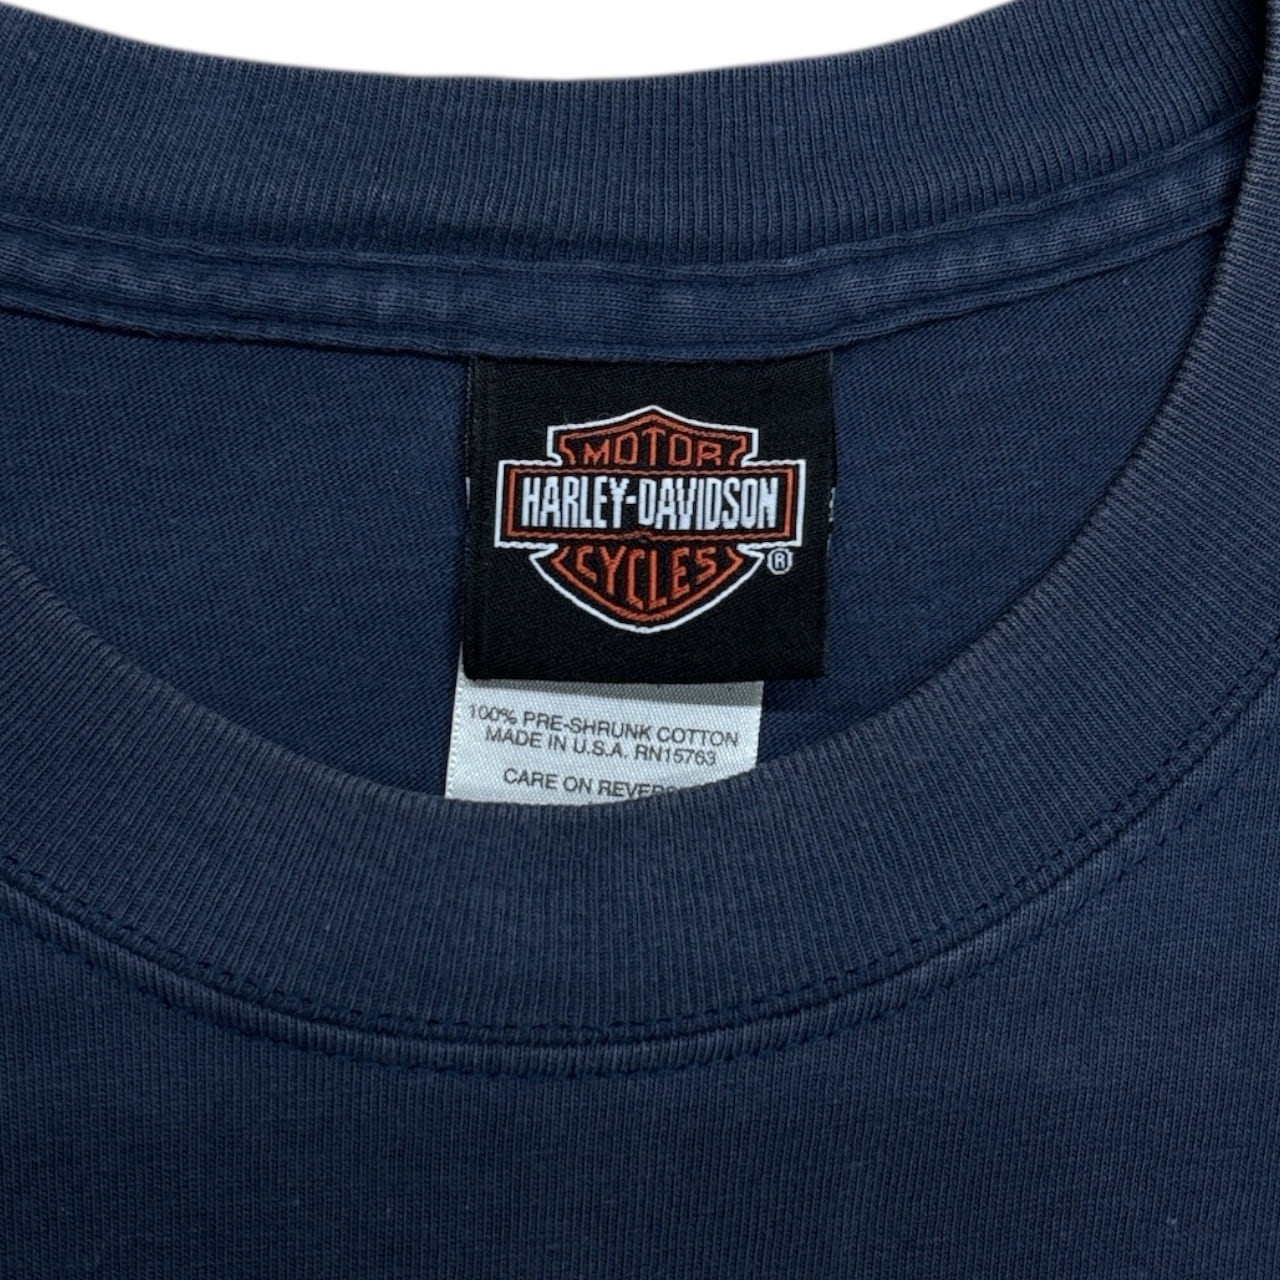 MOTOR
HARLEY-DAVIDSON
CYCLES
®
100% PRE-SHRUNK COTTON
MADE IN U.S.A. RN15763
CARE ON